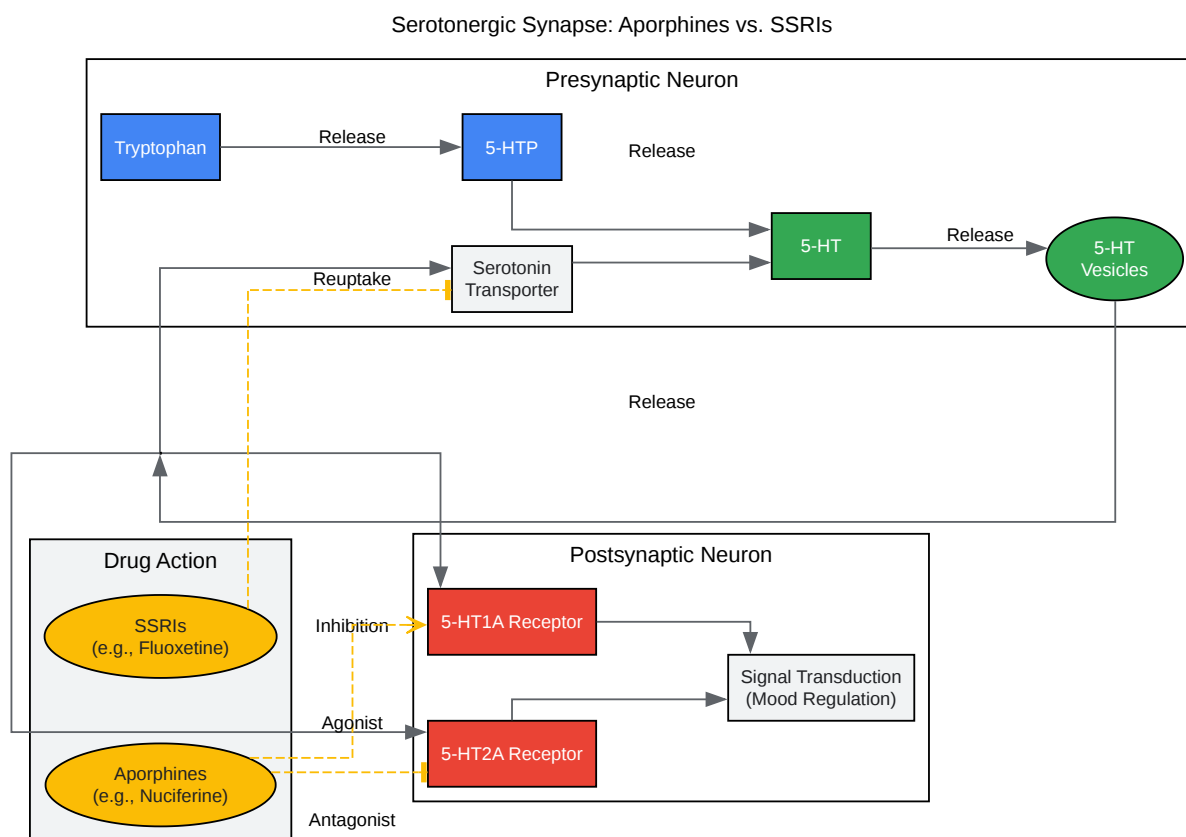 Serotonergic Synapse: Aporphines vs. SSRIs
Presynaptic Neuron
Tryptophan
Release
5-HTP
Release
5-HT
Release
5-HT
Vesicles
Serotonin
Transporter
Reuptake
Release
Drug Action
SSRIs
(e.g., Fluoxetine)
Aporphines
(e.g., Nuciferine)
Inhibition
Agonist
Antagonist
Postsynaptic Neuron
5-HT1A Receptor
5-HT2A Receptor
Signal Transduction
(Mood Regulation)